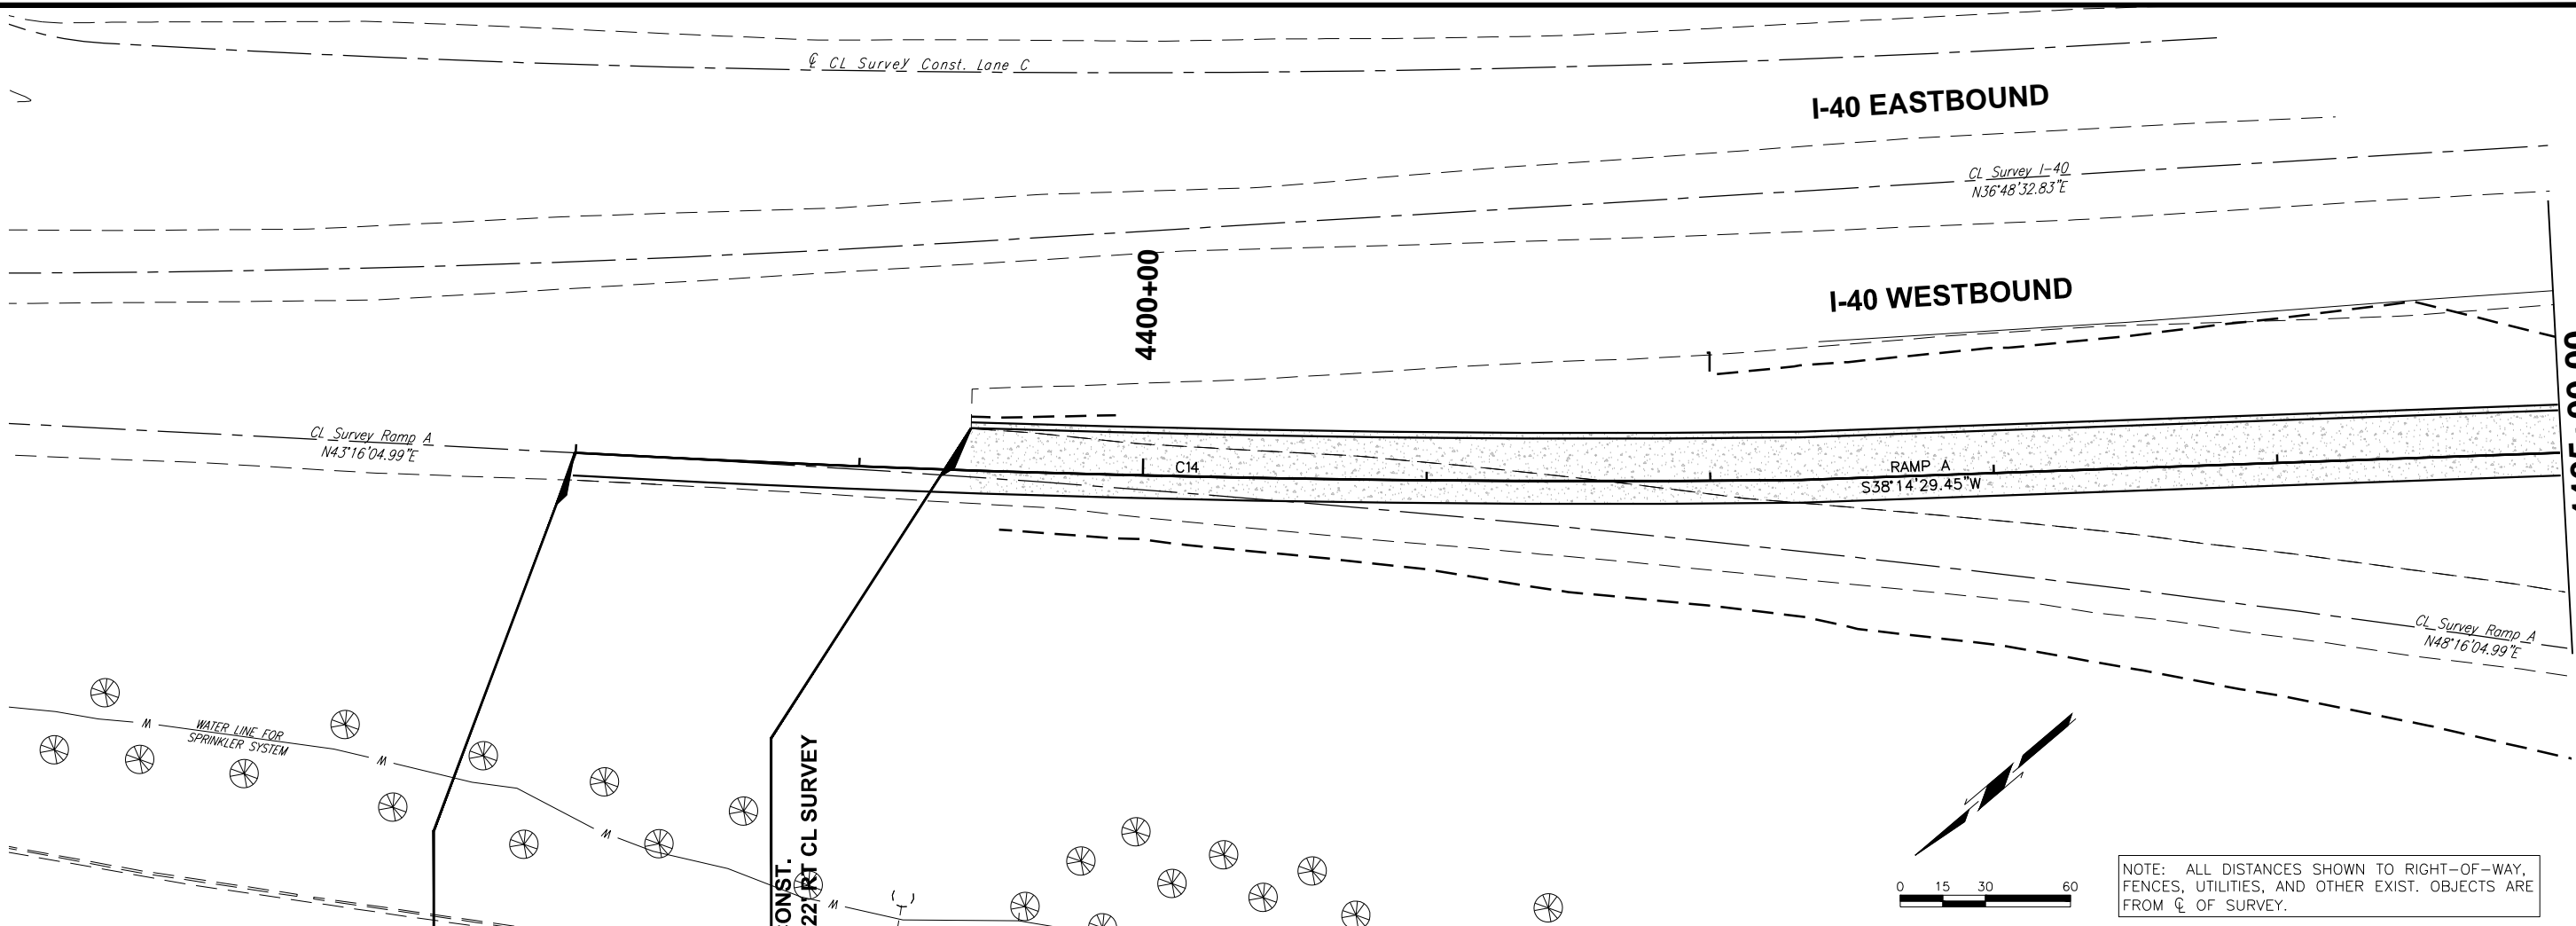 ℄ CL Survey Const. Lane C
I-40 EASTBOUND
CL Survey I-40
N36°48'32.83"E
4400+00
I-40 WESTBOUND
CL Survey Ramp A
N43°16'04.99"E
C14
RAMP A
S38°14'29.45"W
CL Survey Ramp A
N48°16'04.99"E
W
WATER LINE FOR
SPRINKLER SYSTEM
W
W
W
22' RT CL SURVEY
0 15 30 60
NOTE: ALL DISTANCES SHOWN TO RIGHT-OF-WAY,
FENCES, UTILITIES, AND OTHER EXIST. OBJECTS ARE
FROM ℄ OF SURVEY.